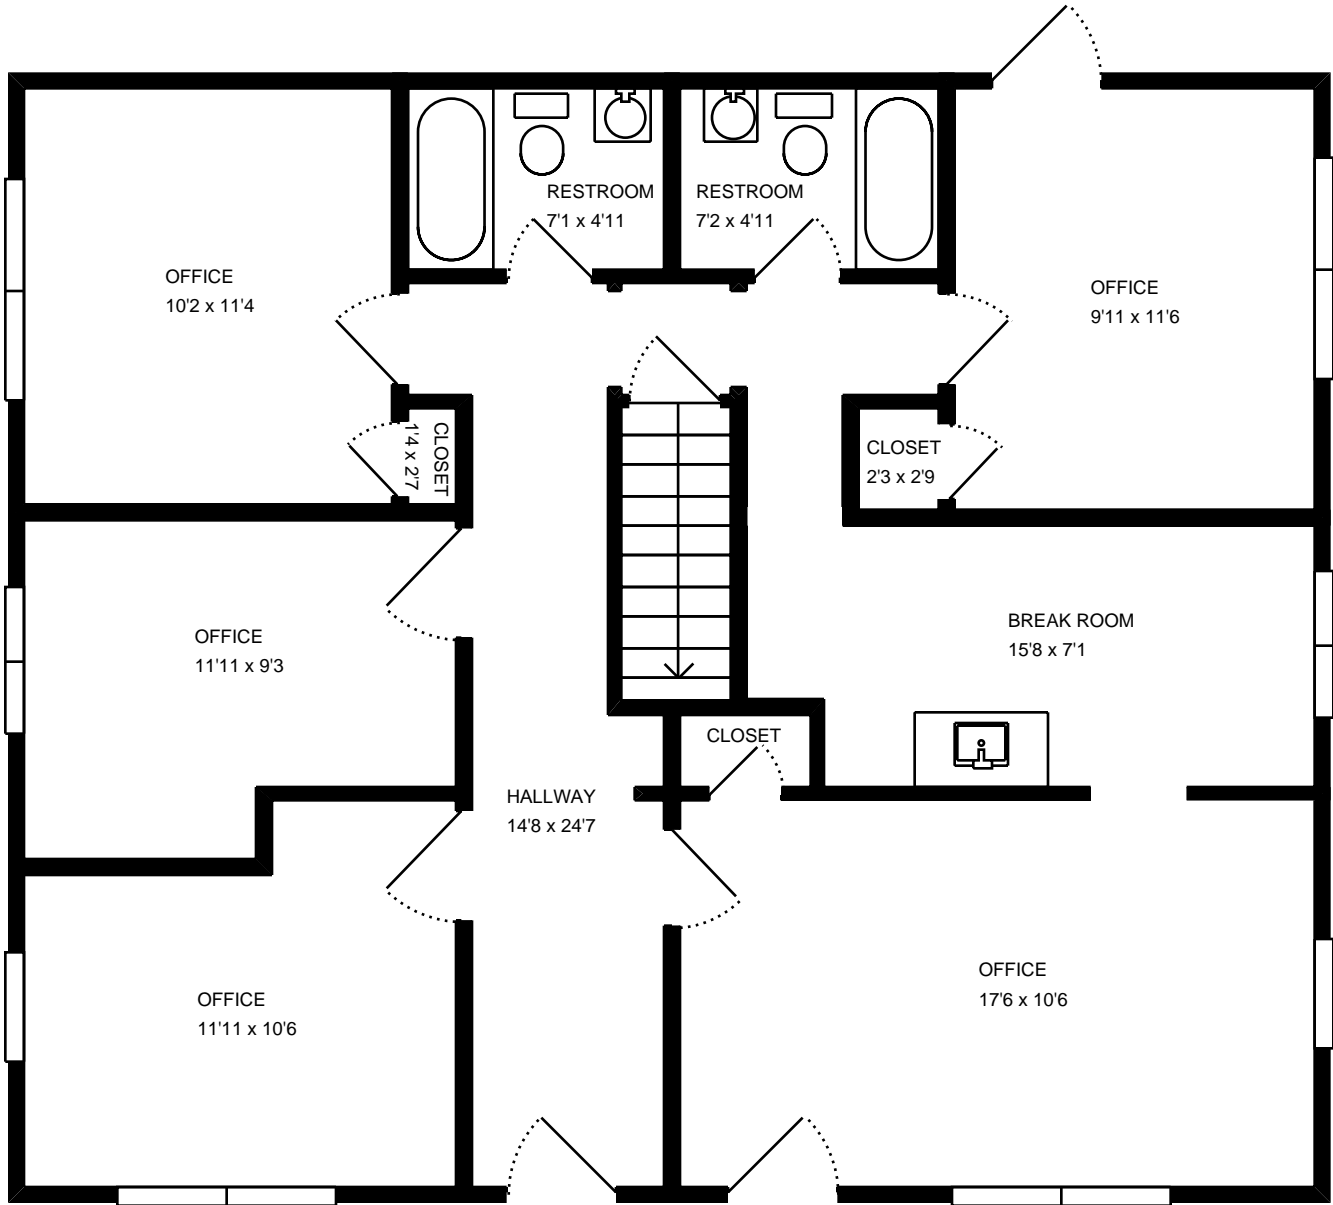 RESTROOM
7'1 x 4'11
RESTROOM
7'2 x 4'11
OFFICE
10'2 x 11'4
OFFICE
9'11 x 11'6
CLOSET
1'4 x 2'7
CLOSET
2'3 x 2'9
OFFICE
11'11 x 9'3
BREAK ROOM
15'8 x 7'1
CLOSET
HALLWAY
14'8 x 24'7
OFFICE
11'11 x 10'6
OFFICE
17'6 x 10'6